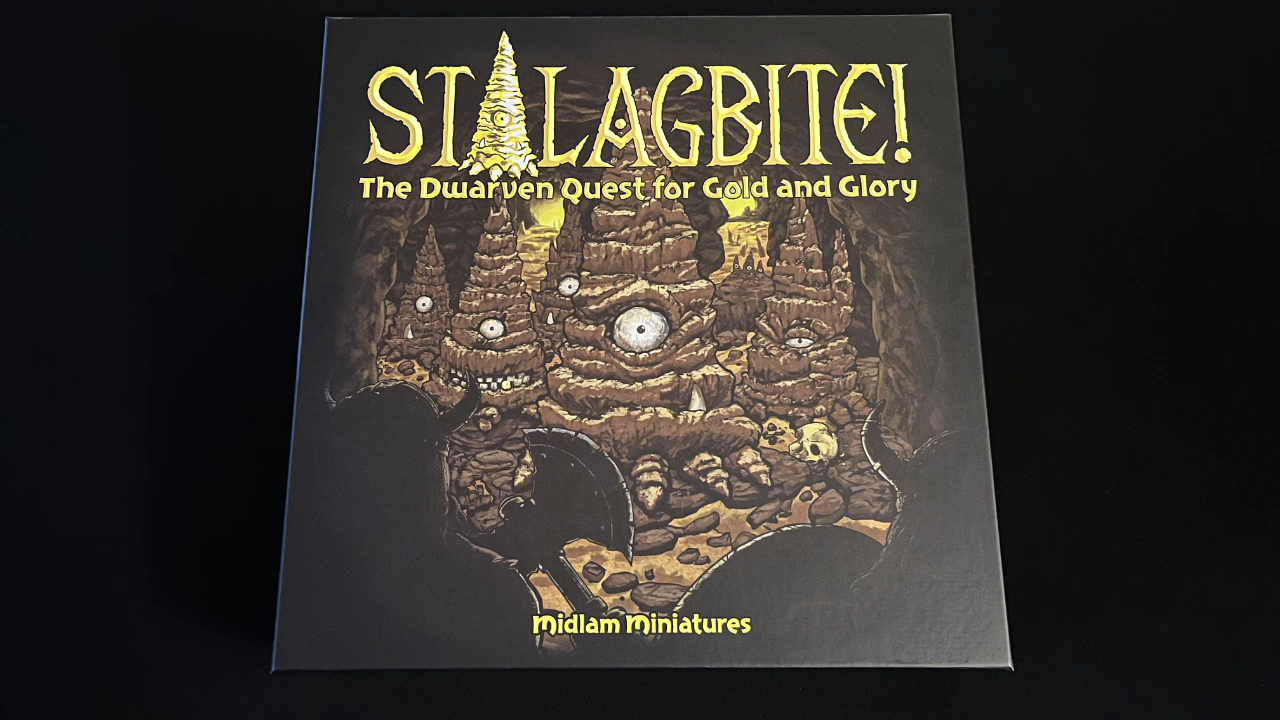 STALAGBITE!
The Dwarven Quest for Gold and Glory
Midlam Miniatures